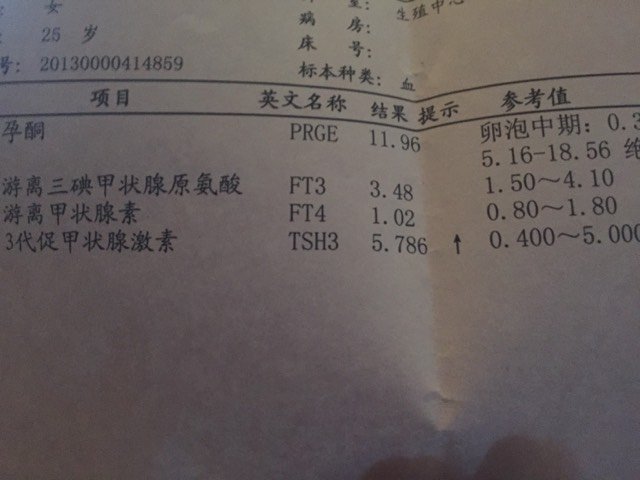 女 室:
病 房: 生殖中心
25 岁 床 号:
号: 20130000414859 标本种类: 血
项目 英文名称 结果 提示 参考值
孕酮 PRGE 11.96 卵泡中期: 0.3
5.16-18.56 绝
游离三碘甲状腺原氨酸 FT3 3.48 1.50～4.10
游离甲状腺素 FT4 1.02 0.80～1.80
3代促甲状腺激素 TSH3 5.786 ↑ 0.400～5.000